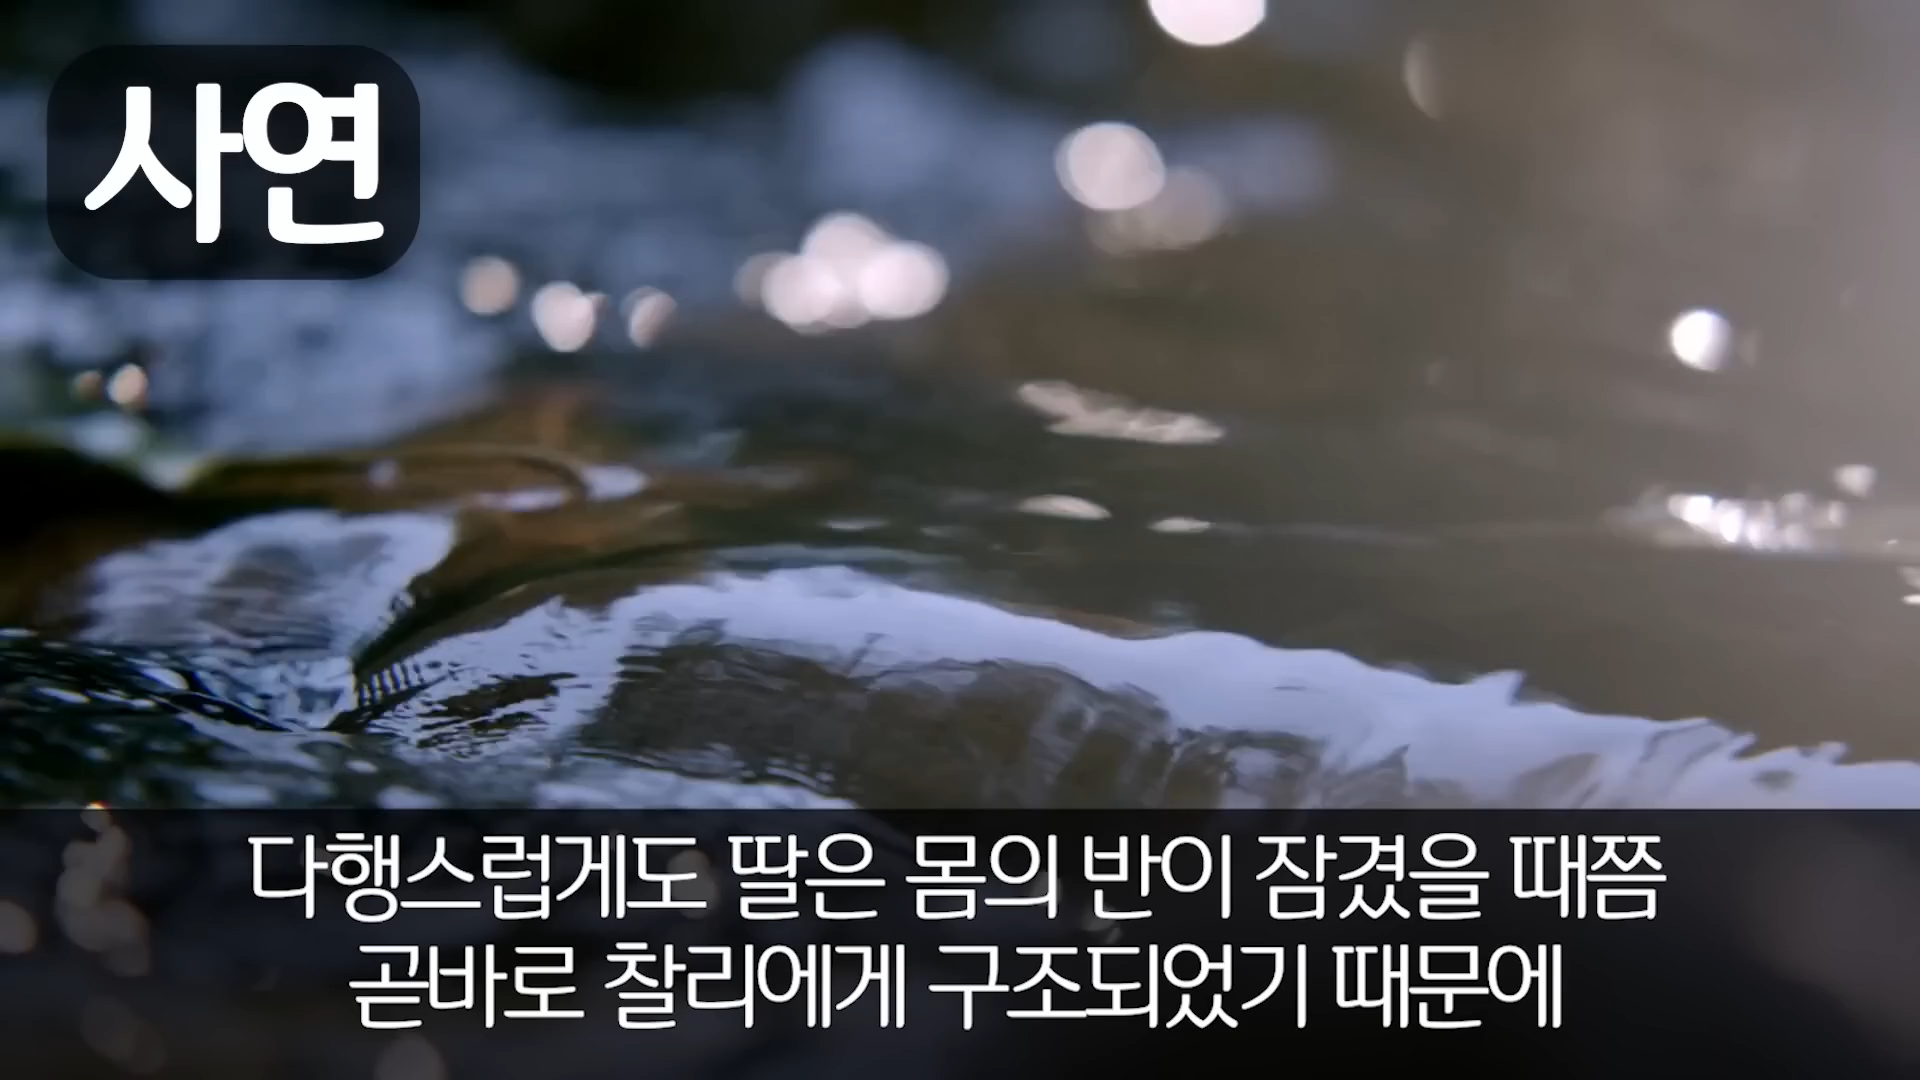 사연
다행스럽게도 딸은 몸의 반이 잠겼을 때쯤
곧바로 찰리에게 구조되었기 때문에